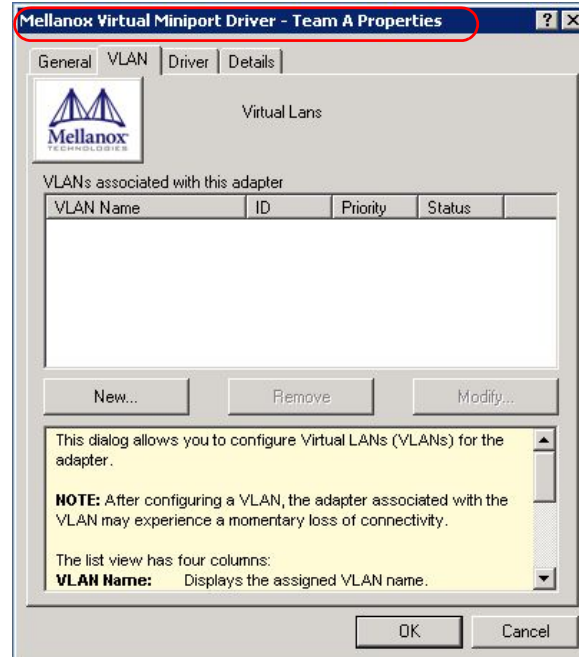 Mellanox Virtual Miniport Driver - Team A Properties
General VLAN Driver Details
Mellanox
TECHNOLOGIES
Virtual Lans
VLANs associated with this adapter
VLAN Name ID Priority Status
New... Remove Modify...
This dialog allows you to configure Virtual LANs (VLANs) for the
adapter.
NOTE: After configuring a VLAN, the adapter associated with the
VLAN may experience a momentary loss of connectivity.
The list view has four columns:
VLAN Name: Displays the assigned VLAN name.
OK Cancel